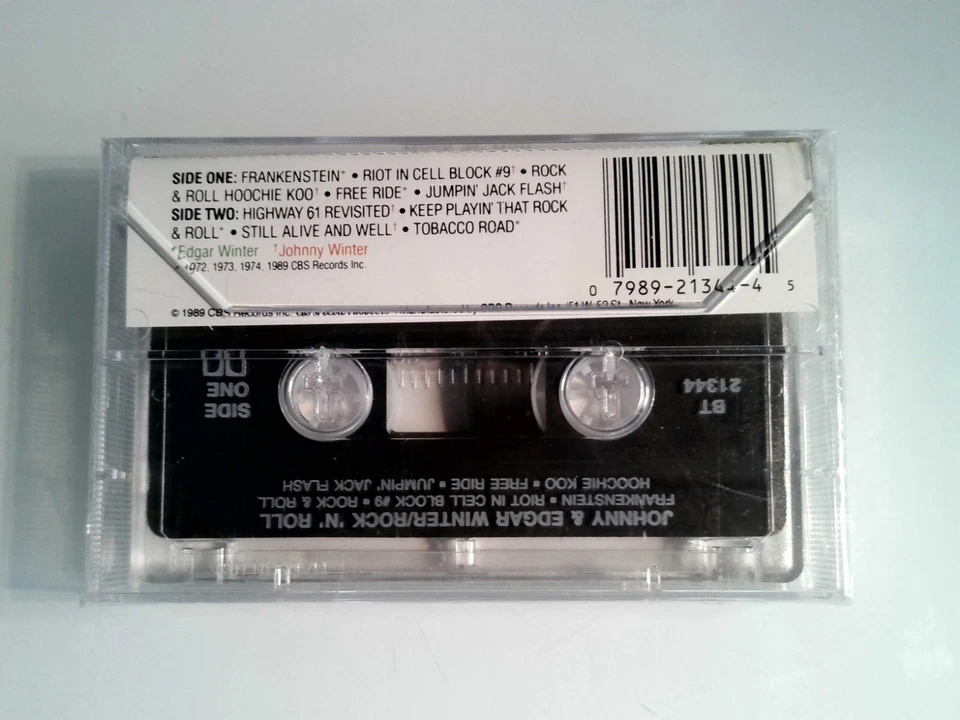 SIDE ONE: FRANKENSTEIN* • RIOT IN CELL BLOCK #9† • ROCK
& ROLL HOOCHIE KOO† • FREE RIDE* • JUMPIN' JACK FLASH†
SIDE TWO: HIGHWAY 61 REVISITED† • KEEP PLAYIN' THAT ROCK
& ROLL* • STILL ALIVE AND WELL† • TOBACCO ROAD*
*Edgar Winter †Johnny Winter
1972, 1973, 1974, 1989 CBS Records Inc.
0 7989-21344-4 5
© 1989 CBS Records Inc. New York
SIDE
ONE
BT
21344
JOHNNY & EDGAR WINTER/ROCK 'N' ROLL
FRANKENSTEIN • RIOT IN CELL BLOCK #9 • ROCK & ROLL
HOOCHIE KOO • FREE RIDE • JUMPIN' JACK FLASH